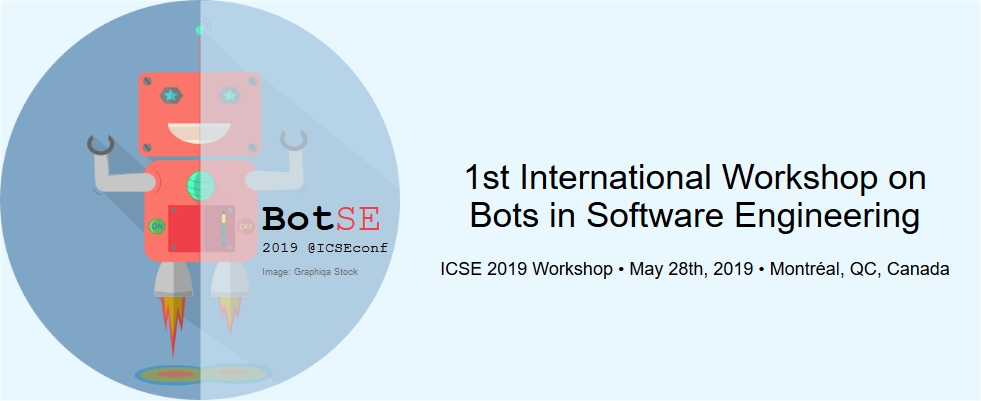 ON
OFF
BotSE
2019 @ICSEconf
Image: Graphiqa Stock
1st International Workshop on
Bots in Software Engineering
ICSE 2019 Workshop • May 28th, 2019 • Montréal, QC, Canada